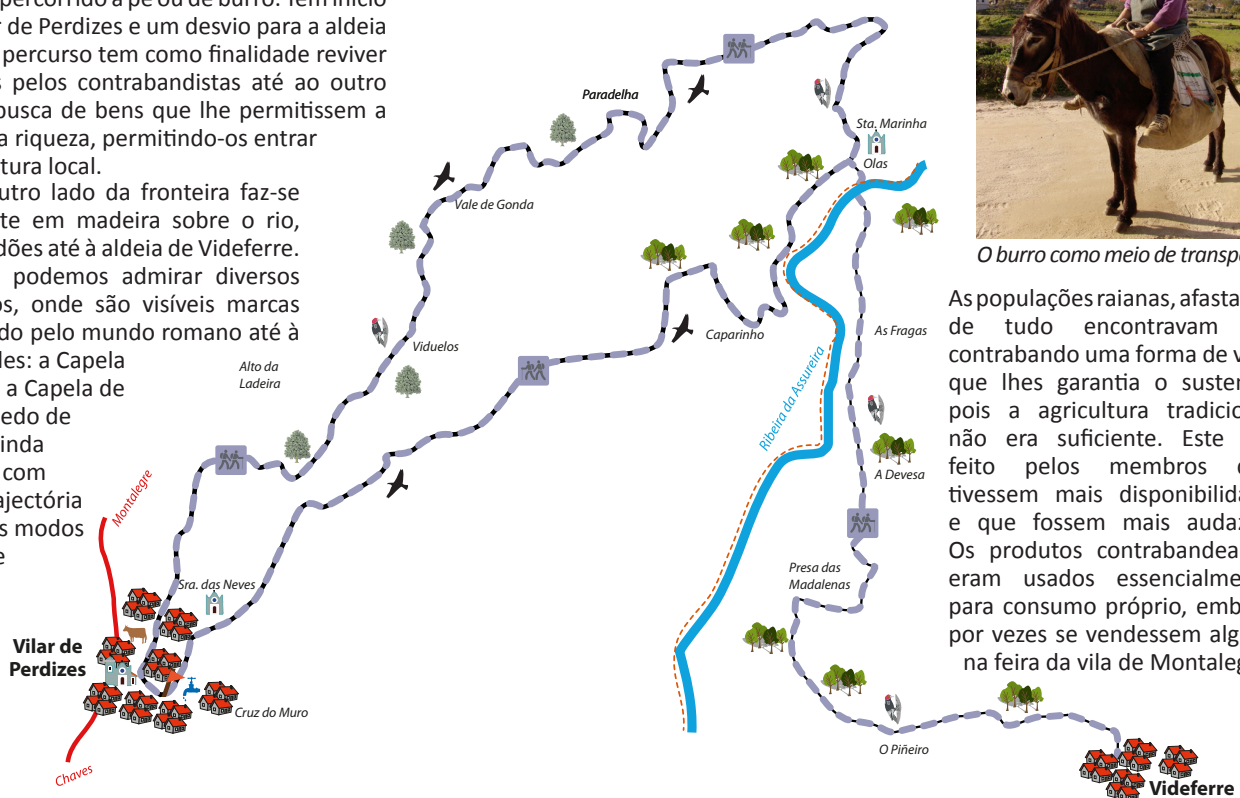 percorrido a pé ou de burro. Tem início
de Perdizes e um desvio para a aldeia
percurso tem como finalidade reviver
pelos contrabandistas até ao outro
busca de bens que lhe permitissem a
a riqueza, permitindo-os entrar
tura local.
outro lado da fronteira faz-se
te em madeira sobre o rio,
dões até à aldeia de Videferre.
podemos admirar diversos
os, onde são visíveis marcas
do pelo mundo romano até à
les: a Capela
a Capela de
edo de
inda
com
ajectória
s modos
e
Paradelha
Sta. Marinha
Olas
Vale de Gonda
Viduelos
Alto da
Ladeira
Caparinho
As Fragas
Ribeira da Assureira
A Devesa
Presa das
Madalenas
O Piñeiro
Videferre
Montalegre
Sra. das Neves
Vilar de
Perdizes
Cruz do Muro
Chaves
O burro como meio de transp
As populações raianas, afasta
de tudo encontravam
contrabando uma forma de v
que lhes garantia o susten
pois a agricultura tradicio
não era suficiente. Este
feito pelos membros
tivessem mais disponibilida
e que fossem mais audaz
Os produtos contrabandea
eram usados essencialme
para consumo próprio, emb
por vezes se vendessem alg
na feira da vila de Montaleg